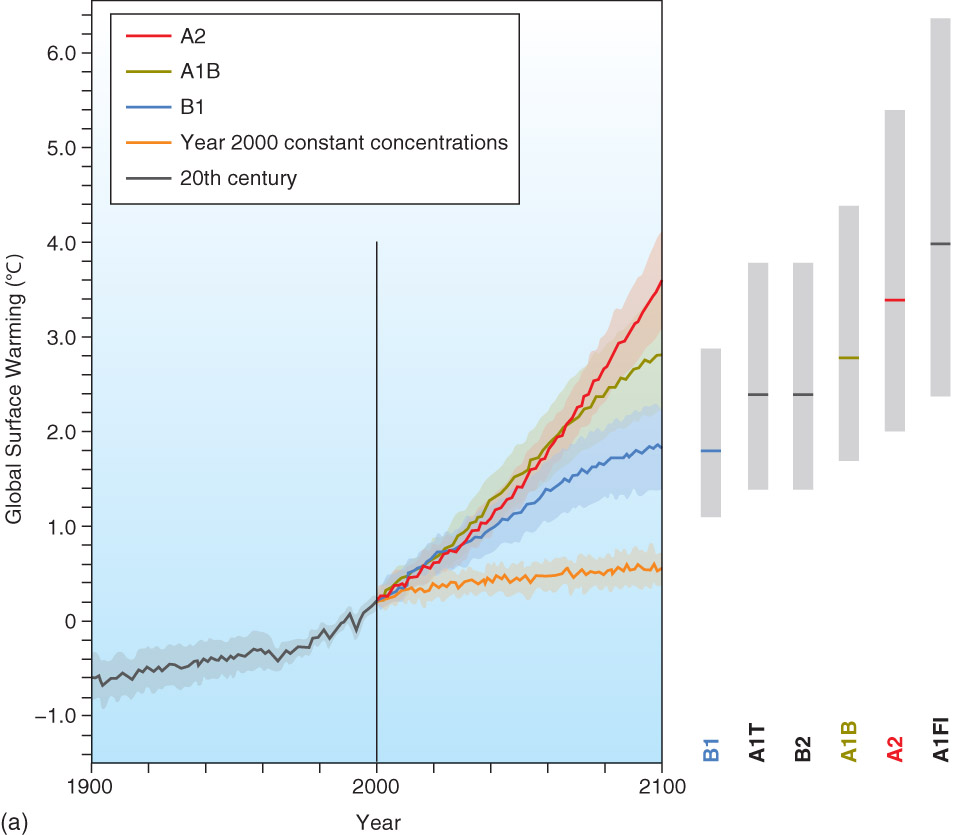 A2
A1B
B1
Year 2000 constant concentrations
20th century
6.0
5.0
4.0
3.0
2.0
1.0
0
−1.0
Global Surface Warming (°C)
1900
2000
2100
Year
B1
A1T
B2
A1B
A2
A1FI
(a)